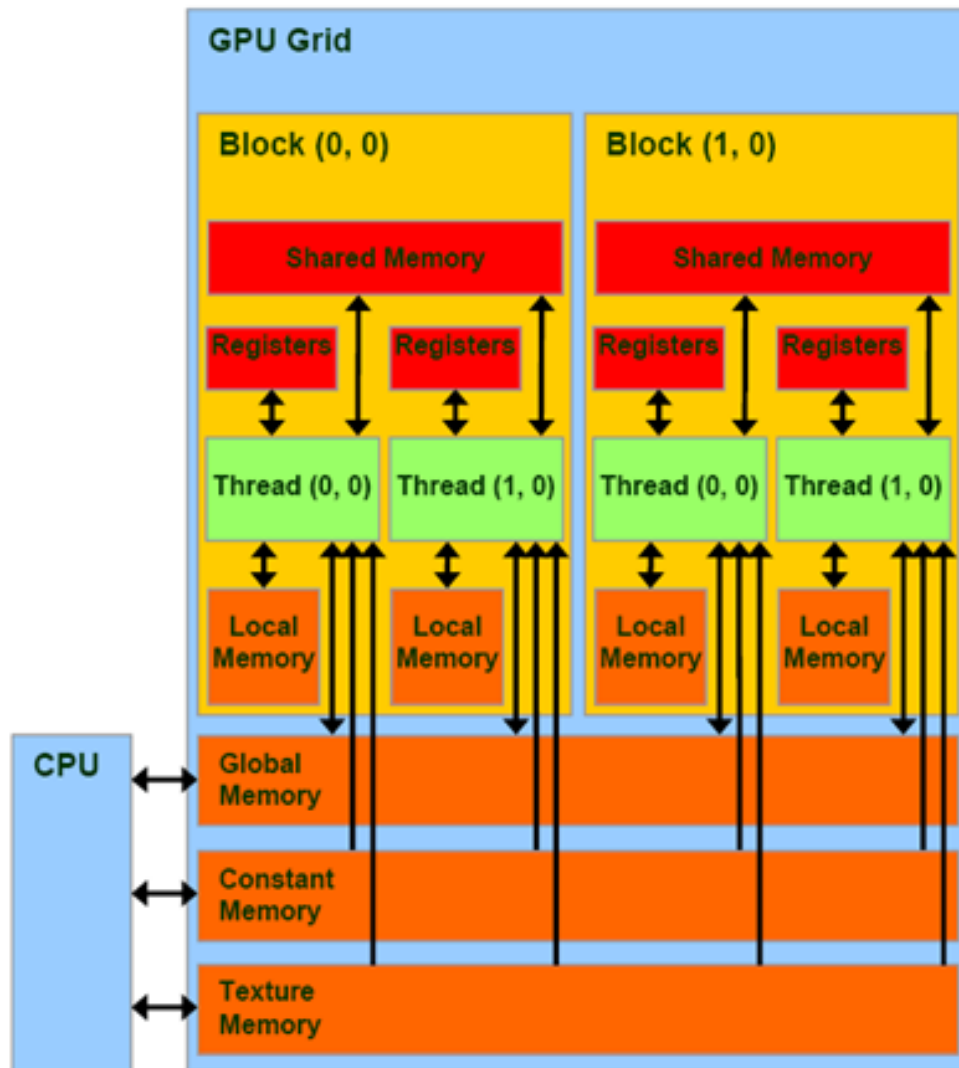 GPU Grid
Block (0, 0)
Block (1, 0)
Shared Memory
Shared Memory
Registers
Registers
Registers
Registers
Thread (0, 0)
Thread (1, 0)
Thread (0, 0)
Thread (1, 0)
Local
Memory
Local
Memory
Local
Memory
Local
Memory
CPU
Global
Memory
Constant
Memory
Texture
Memory